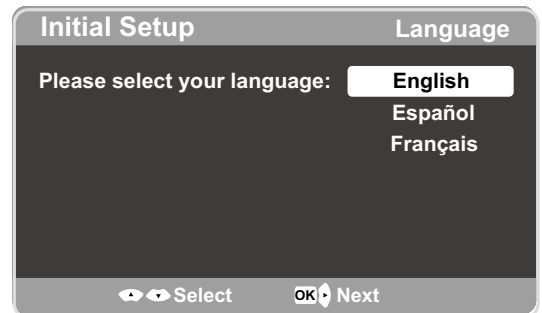 Initial Setup Language
Please select your language: English
Español
Français
Select OK Next